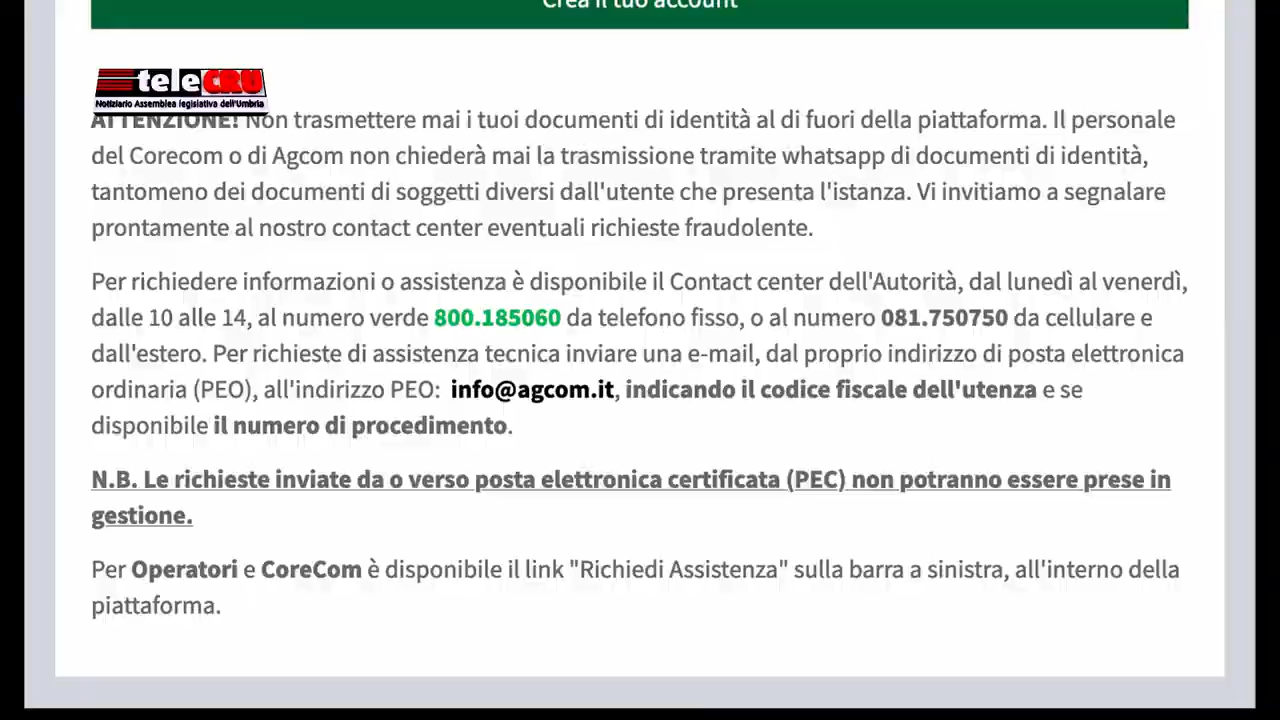 Crea il tuo account
teleCRU
Notiziario Assemblea legislativa dell'Umbria
ATTENZIONE! Non trasmettere mai i tuoi documenti di identità al di fuori della piattaforma. Il personale
del Corecom o di Agcom non chiederà mai la trasmissione tramite whatsapp di documenti di identità,
tantomeno dei documenti di soggetti diversi dall'utente che presenta l'istanza. Vi invitiamo a segnalare
prontamente al nostro contact center eventuali richieste fraudolente.
Per richiedere informazioni o assistenza è disponibile il Contact center dell'Autorità, dal lunedì al venerdì,
dalle 10 alle 14, al numero verde 800.185060 da telefono fisso, o al numero 081.750750 da cellulare e
dall'estero. Per richieste di assistenza tecnica inviare una e-mail, dal proprio indirizzo di posta elettronica
ordinaria (PEO), all'indirizzo PEO: info@agcom.it, indicando il codice fiscale dell'utenza e se
disponibile il numero di procedimento.
N.B. Le richieste inviate da o verso posta elettronica certificata (PEC) non potranno essere prese in
gestione.
Per Operatori e CoreCom è disponibile il link "Richiedi Assistenza" sulla barra a sinistra, all'interno della
piattaforma.